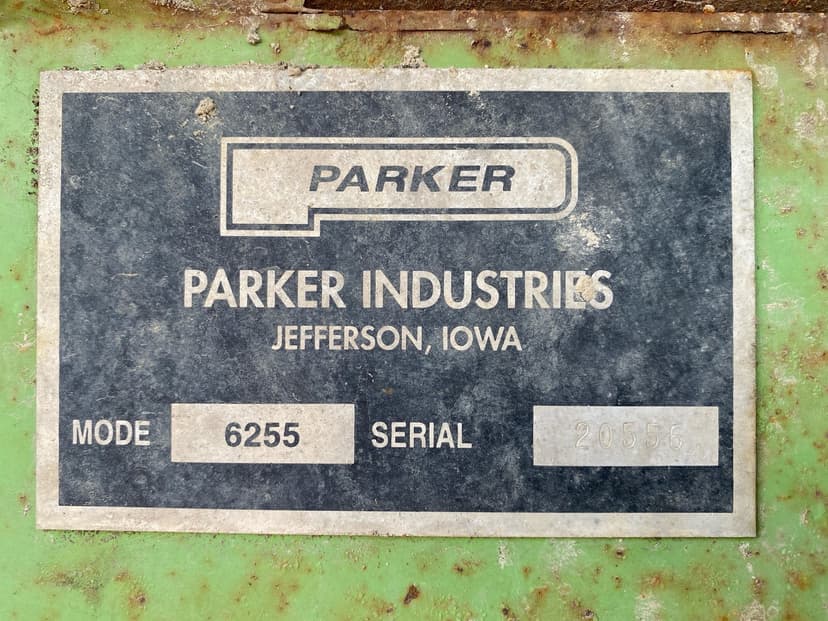 PARKER
PARKER INDUSTRIES
JEFFERSON, IOWA
MODE 6255 SERIAL 20556